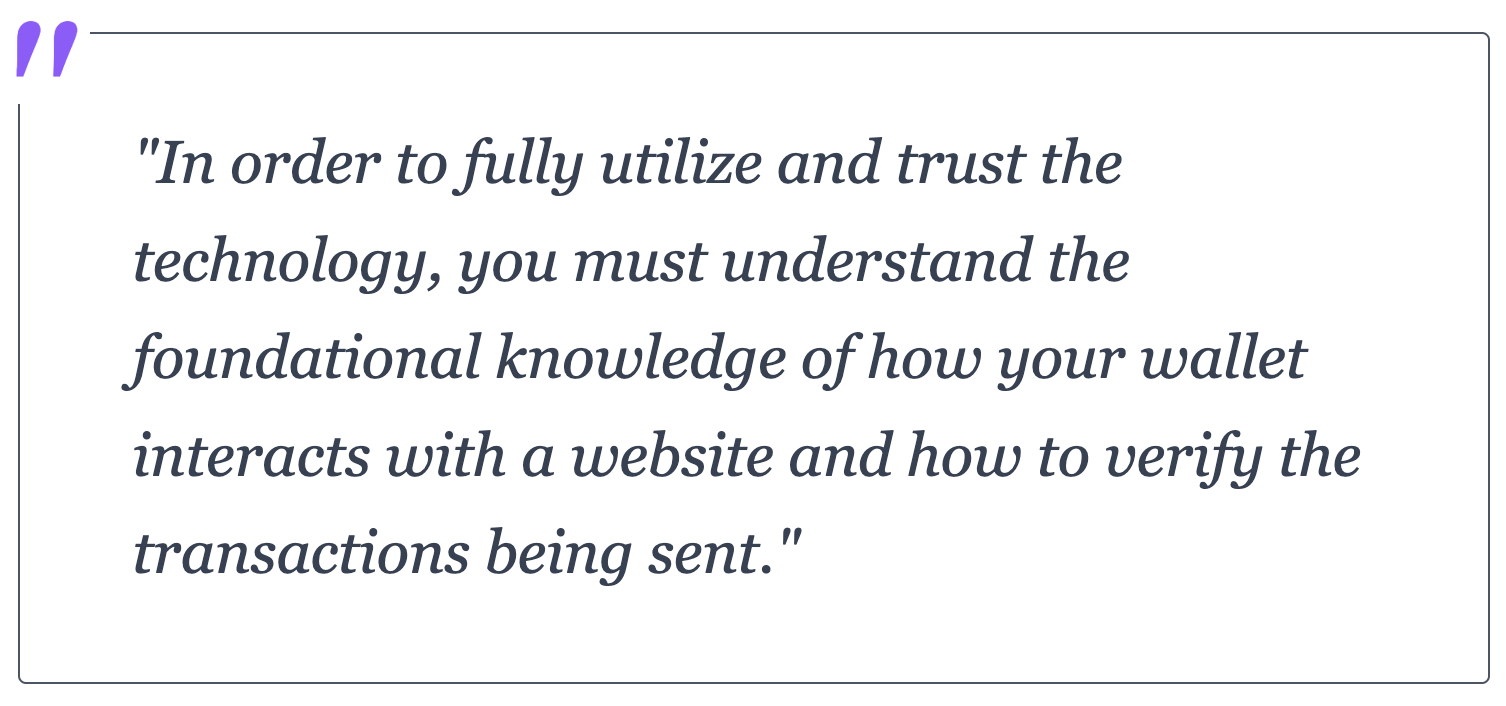 "In order to fully utilize and trust the
technology, you must understand the
foundational knowledge of how your wallet
interacts with a website and how to verify the
transactions being sent."